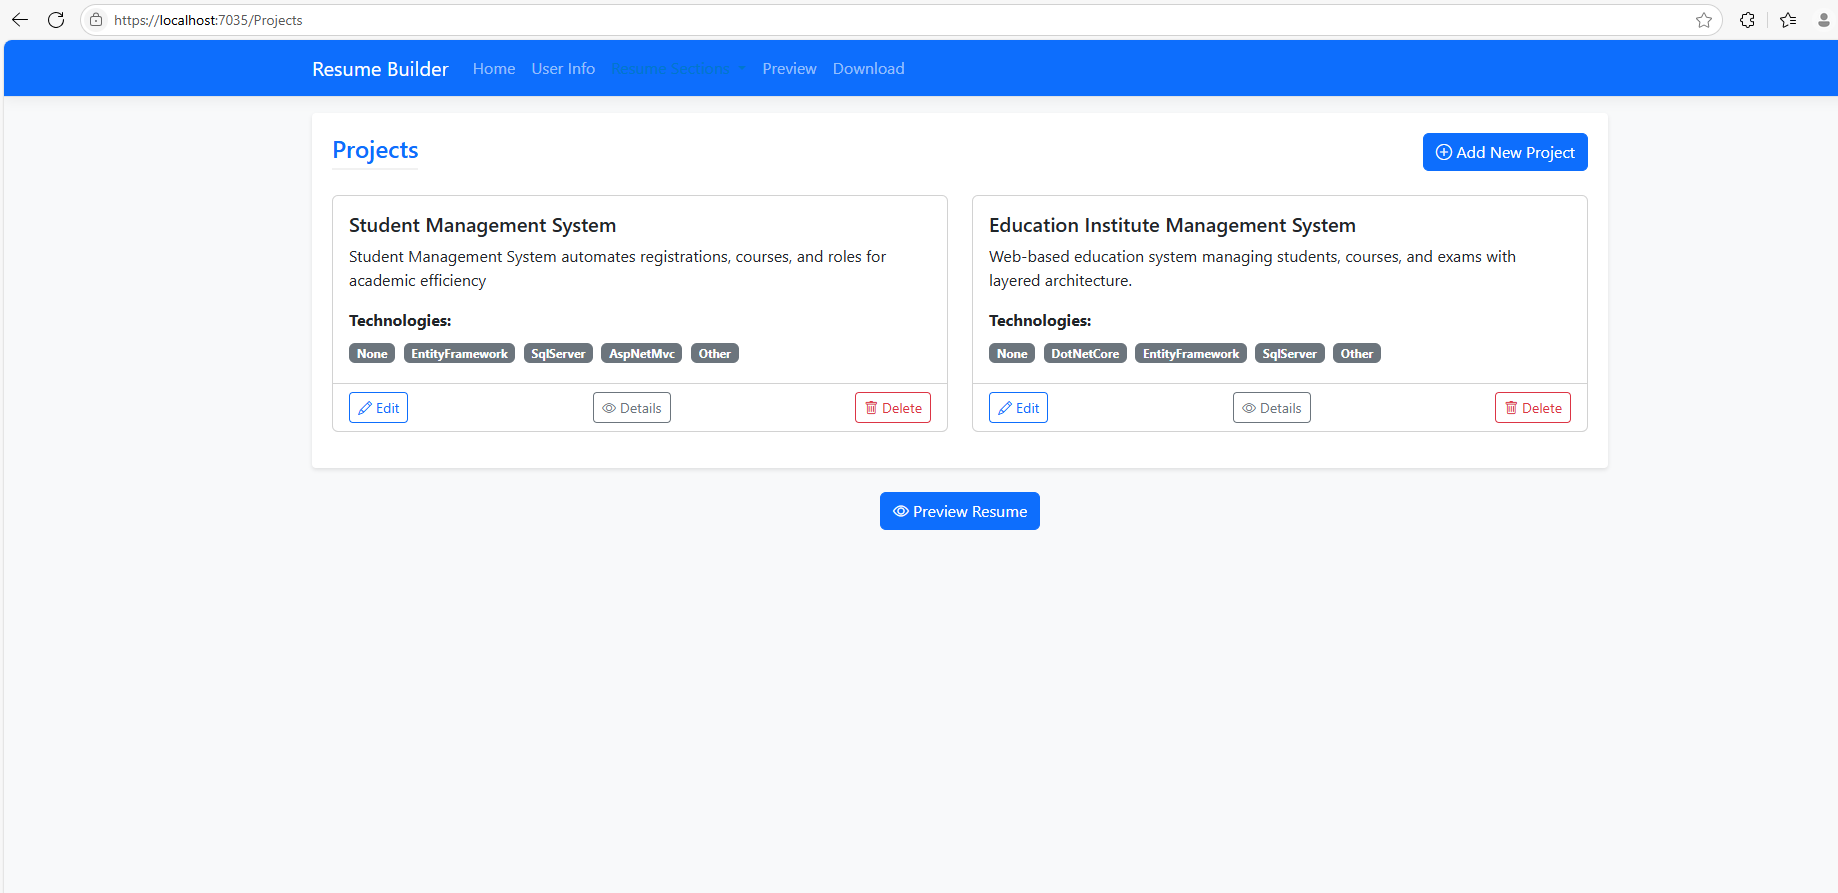 https://localhost:7035/Projects
Resume Builder Home User Info Resume Sections Preview Download
Projects
Add New Project
Student Management System
Student Management System automates registrations, courses, and roles for
academic efficiency
Technologies:
None EntityFramework SqlServer AspNetMvc Other
Edit Details Delete
Education Institute Management System
Web-based education system managing students, courses, and exams with
layered architecture.
Technologies:
None DotNetCore EntityFramework SqlServer Other
Edit Details Delete
Preview Resume